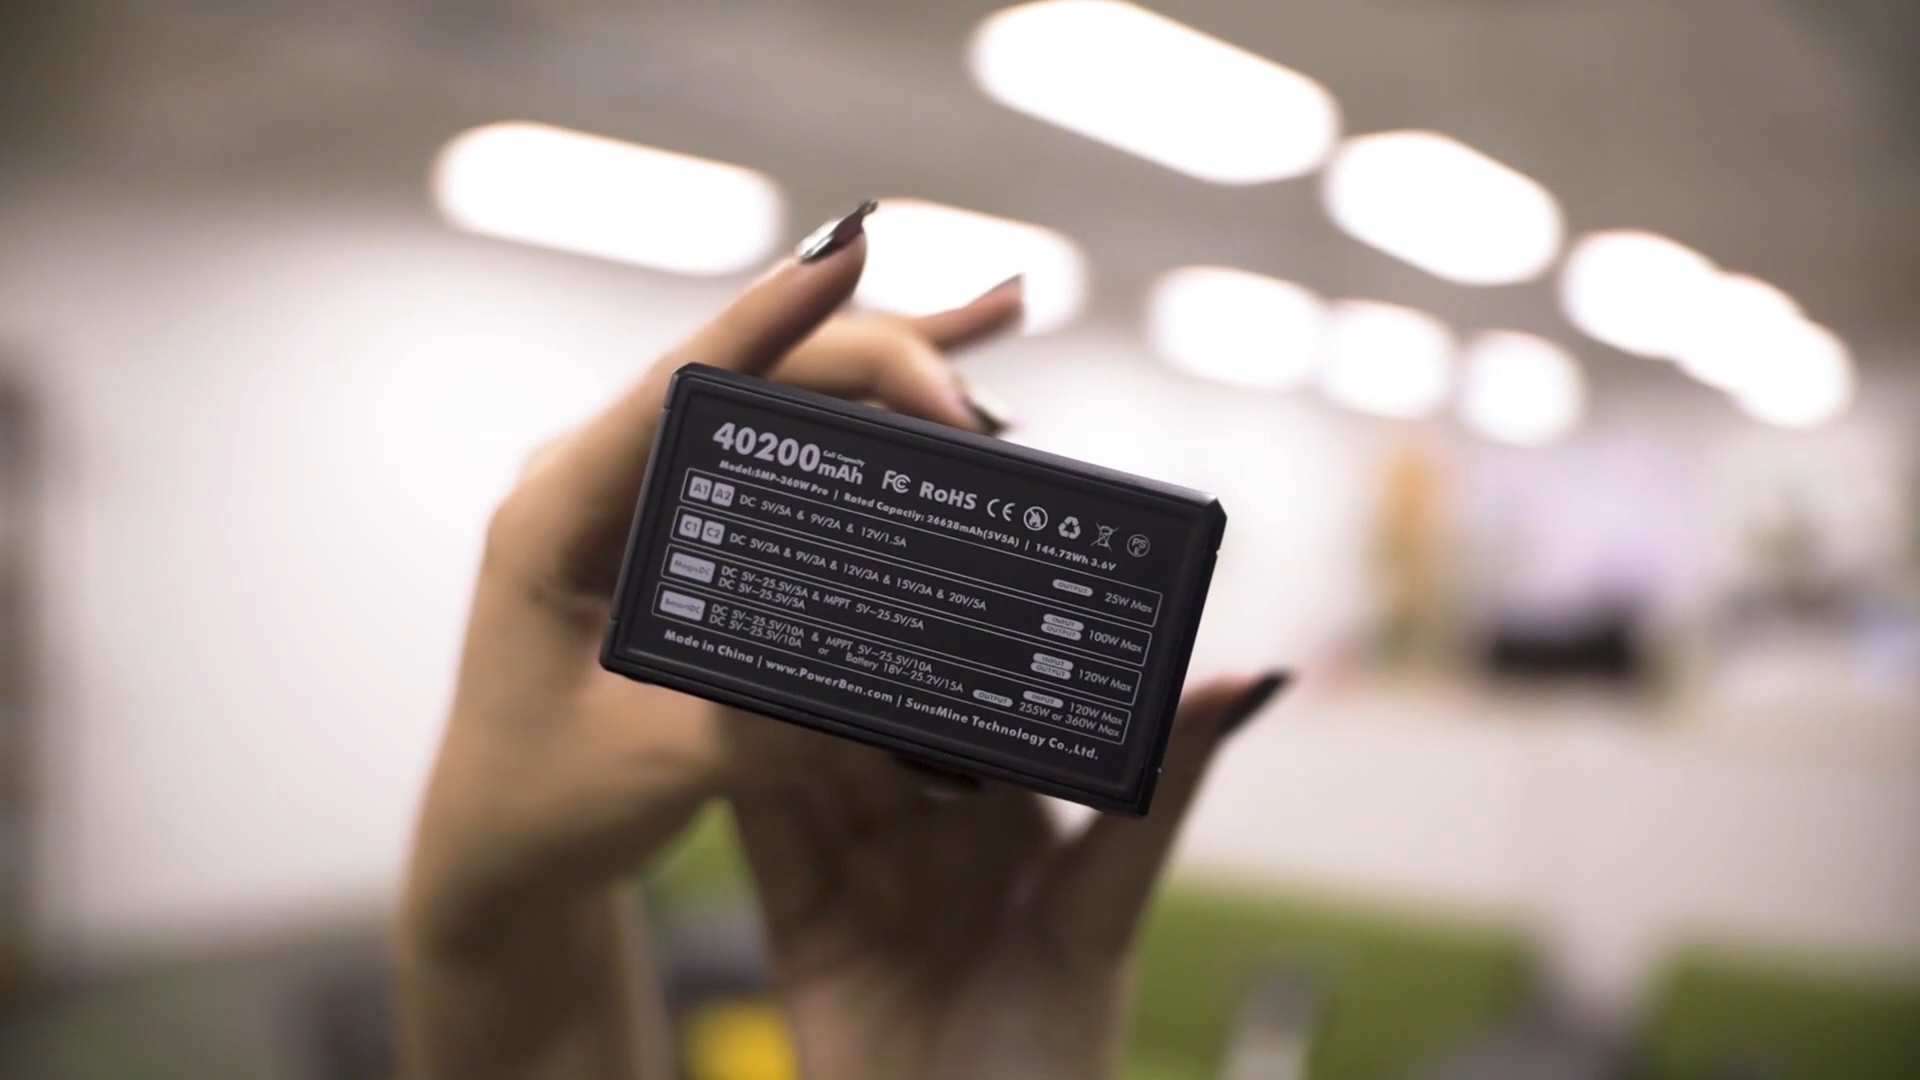 40200mAh Cell Capacity
FC RoHS CE PSE
Model:SMP-360W Pro | Rated Capactiy: 26628mAh(5V5A) | 144.72Wh 3.6V
A1 A2 DC 5V/5A & 9V/2A & 12V/1.5A OUTPUT 25W Max
C1 C2 DC 5V/3A & 9V/3A & 12V/3A & 15V/3A & 20V/5A INPUT OUTPUT 100W Max
MagicDC DC 5V~25.5V/5A & MPPT 5V~25.5V/5A INPUT
DC 5V~25.5V/5A OUTPUT 120W Max
SmartDC DC 5V~25.5V/10A & MPPT 5V~25.5V/10A INPUT 120W Max
DC 5V~25.5V/10A or Battery 18V~25.2V/15A OUTPUT 255W or 360W Max
Made in China | www.PowerBen.com | SunsMine Technology Co.,Ltd.